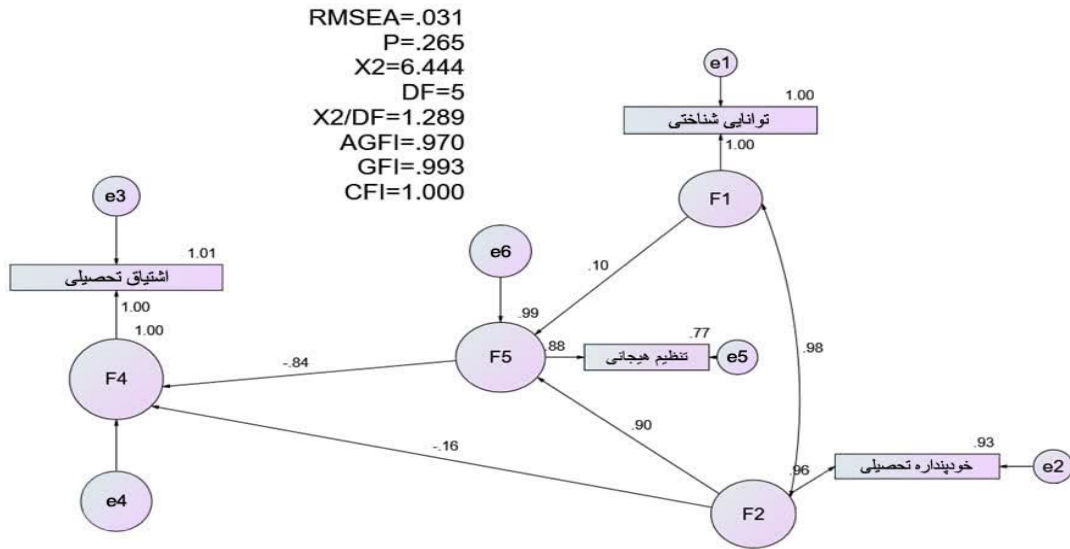 RMSEA=.031
P=.265
X2=6.444
DF=5
X2/DF=1.289
AGFI=.970
GFI=.993
CFI=1.000
e1
1.00
توانایی شناختی
1.00
F1
e3
1.01
اشتیاق تحصیلی
1.00
1.00
F4
e4
e6
.99
F5
.88
.77
تنظیم هیجانی
e5
.10
.98
-.84
.90
-.16
.93
خودپنداره تحصیلی
e2
.96
F2